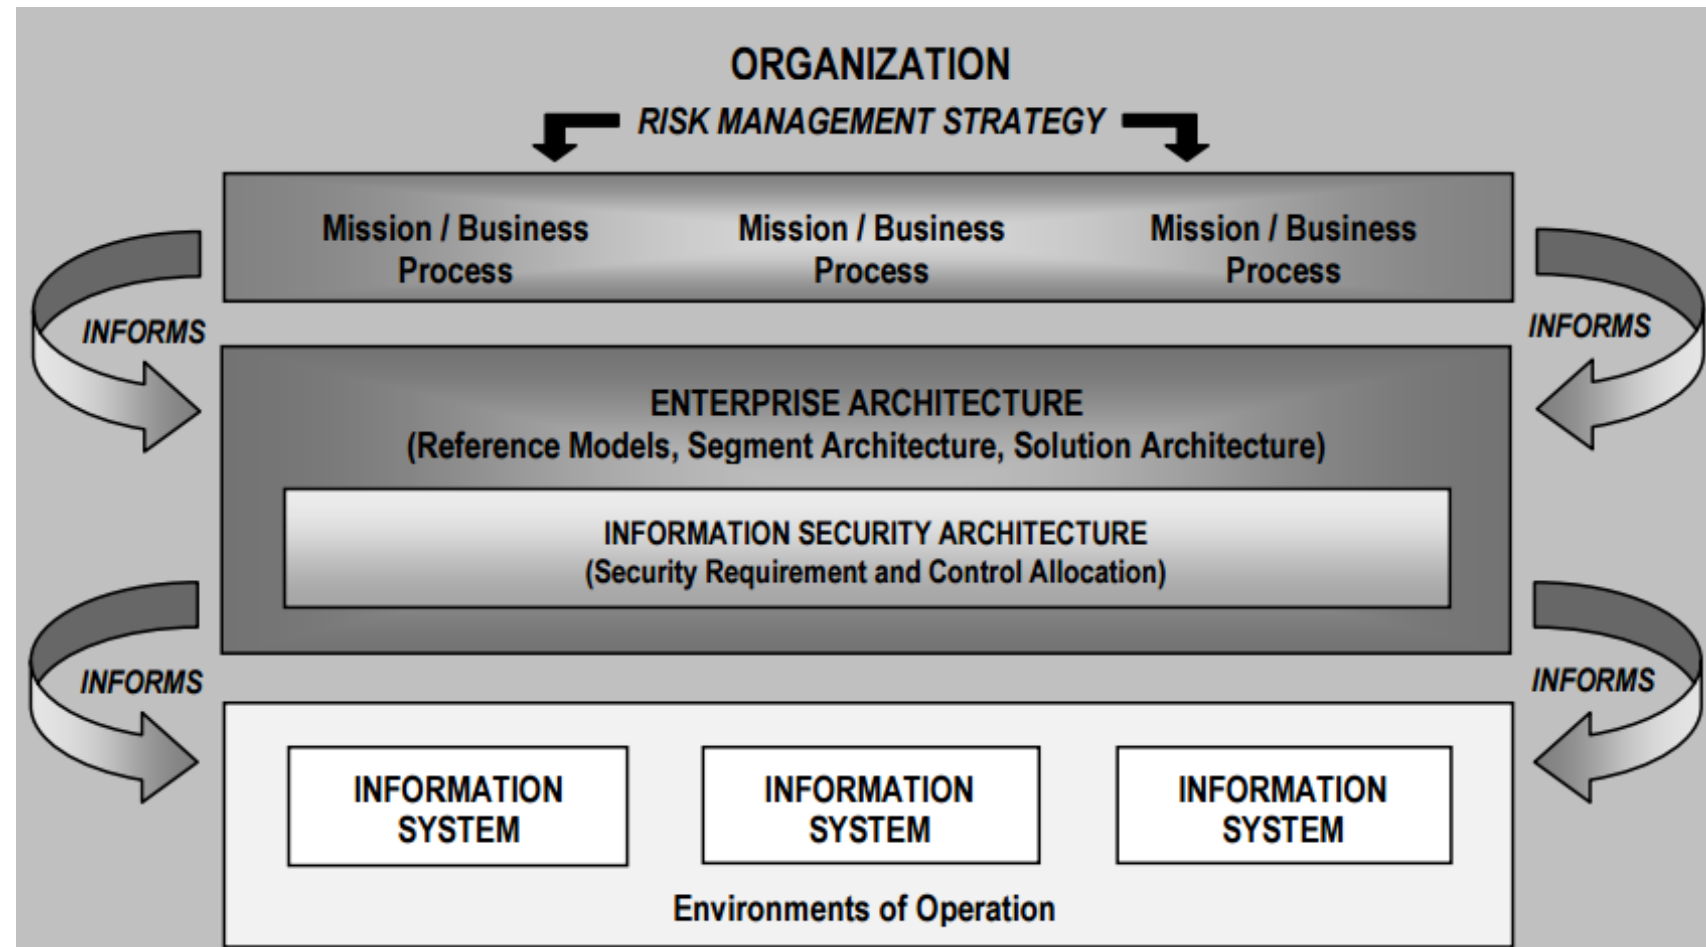 ORGANIZATION
RISK MANAGEMENT STRATEGY
Mission / Business
Process
Mission / Business
Process
Mission / Business
Process
INFORMS
INFORMS
ENTERPRISE ARCHITECTURE
(Reference Models, Segment Architecture, Solution Architecture)
INFORMATION SECURITY ARCHITECTURE
(Security Requirement and Control Allocation)
INFORMS
INFORMS
INFORMATION
SYSTEM
INFORMATION
SYSTEM
INFORMATION
SYSTEM
Environments of Operation